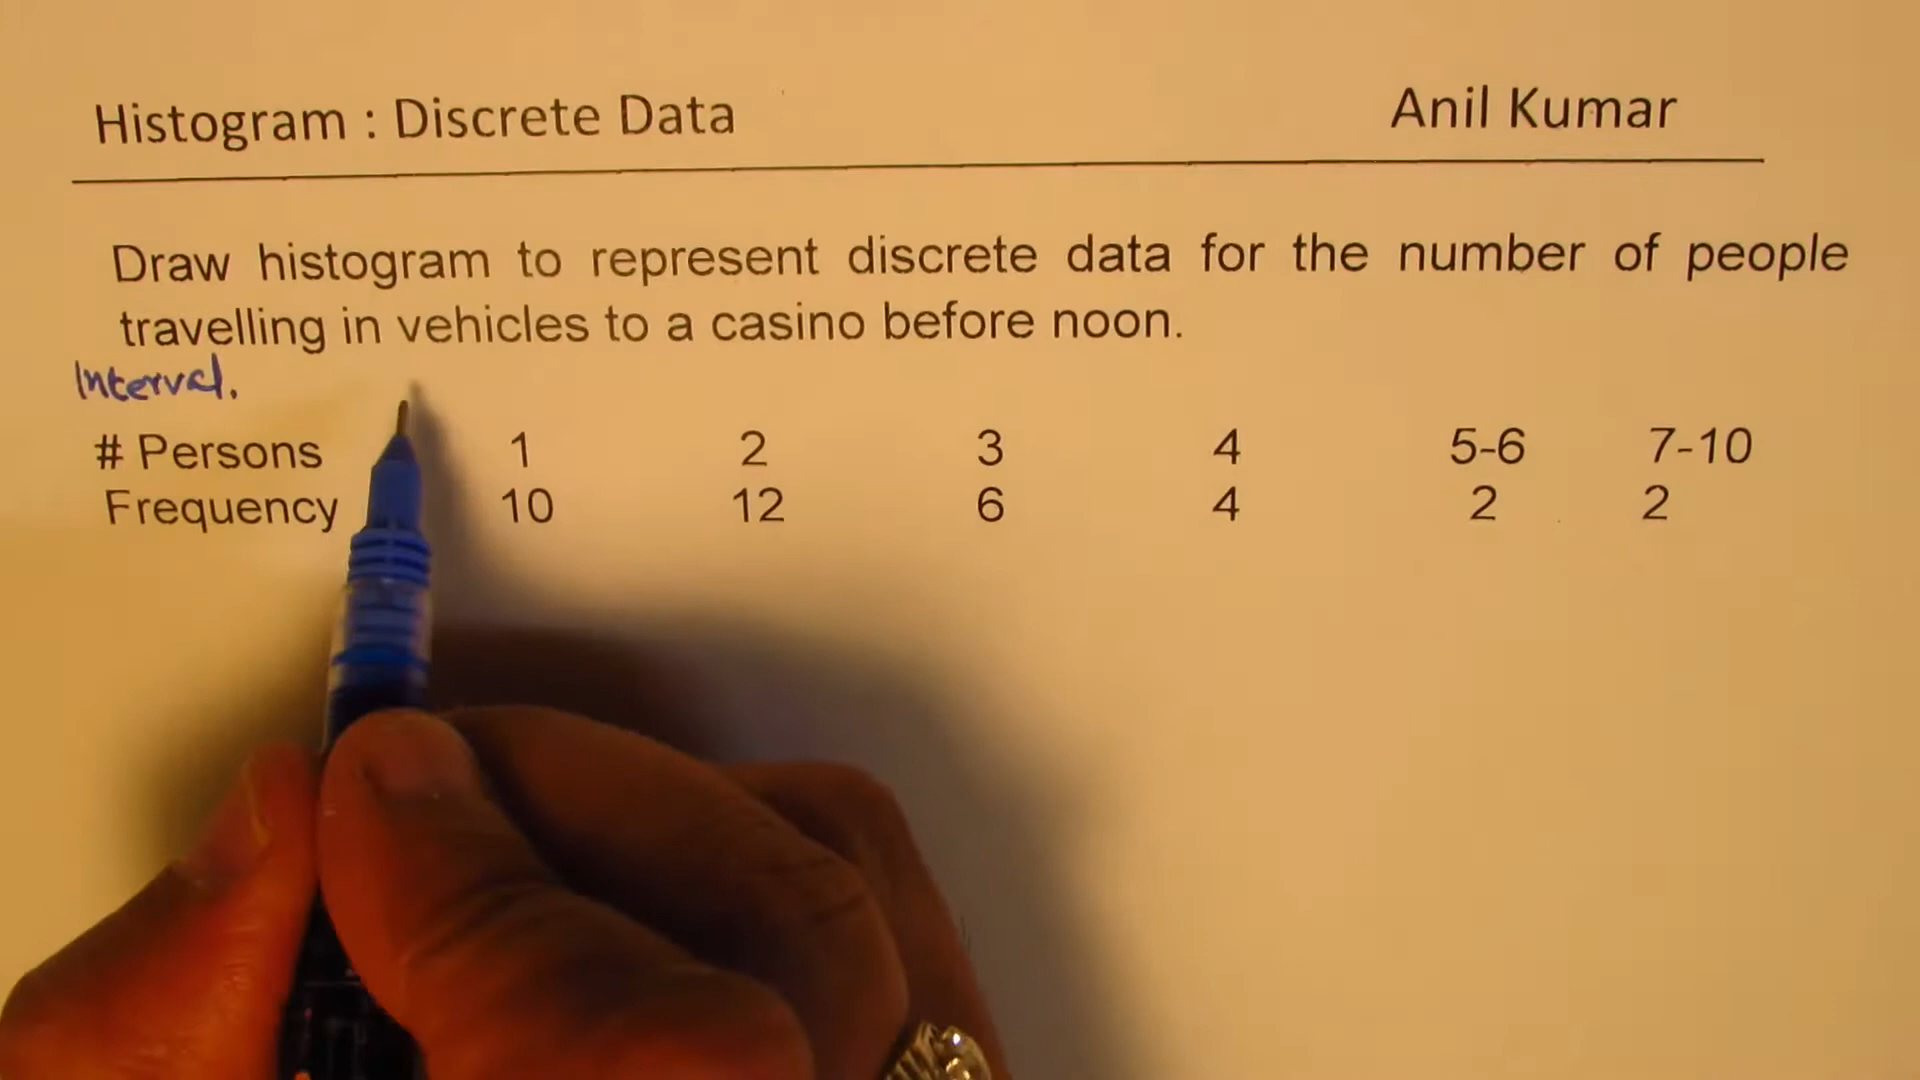 Histogram : Discrete Data Anil Kumar
Draw histogram to represent discrete data for the number of people
travelling in vehicles to a casino before noon.
Interval.
# Persons 1 2 3 4 5-6 7-10
Frequency 10 12 6 4 2 2